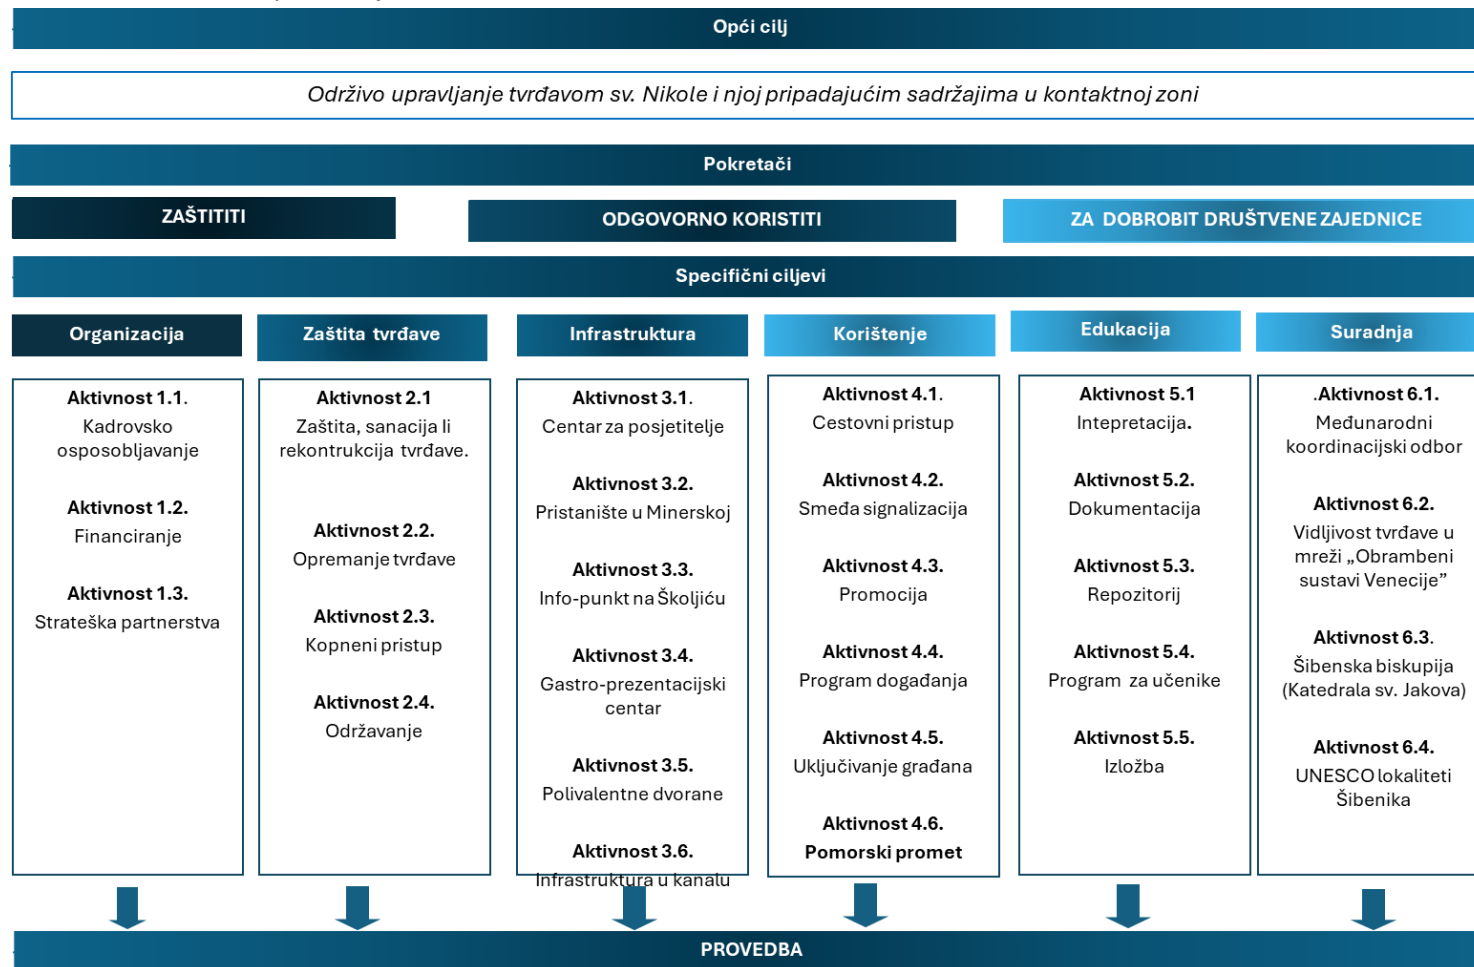 Opći cilj
Održivo upravljanje tvrđavom sv. Nikole i njoj pripadajućim sadržajima u kontaktnoj zoni
Pokretači
ZAŠTITITI
ODGOVORNO KORISTITI
ZA DOBROBIT DRUŠTVENE ZAJEDNICE
Specifični ciljevi
Organizacija
Aktivnost 1.1.
Kadrovsko
osposobljavanje
Aktivnost 1.2.
Financiranje
Aktivnost 1.3.
Strateška partnerstva
Zaštita tvrđave
Aktivnost 2.1
Zaštita, sanacija li
rekontrukcija tvrđave.
Aktivnost 2.2.
Opremanje tvrđave
Aktivnost 2.3.
Kopneni pristup
Aktivnost 2.4.
Održavanje
Infrastruktura
Aktivnost 3.1.
Centar za posjetitelje
Aktivnost 3.2.
Pristanište u Minerskoj
Aktivnost 3.3.
Info-punkt na Školjiću
Aktivnost 3.4.
Gastro-prezentacijski
centar
Aktivnost 3.5.
Polivalentne dvorane
Aktivnost 3.6.
Infrastruktura u kanalu
Korištenje
Aktivnost 4.1.
Cestovni pristup
Aktivnost 4.2.
Smeđa signalizacija
Aktivnost 4.3.
Promocija
Aktivnost 4.4.
Program događanja
Aktivnost 4.5.
Uključivanje građana
Aktivnost 4.6.
Pomorski promet
Edukacija
Aktivnost 5.1
Intepretacija.
Aktivnost 5.2.
Dokumentacija
Aktivnost 5.3.
Repozitorij
Aktivnost 5.4.
Program za učenike
Aktivnost 5.5.
Izložba
Suradnja
.Aktivnost 6.1.
Međunarodni
koordinacijski odbor
Aktivnost 6.2.
Vidljivost tvrđave u
mreži „Obrambeni
sustavi Venecije”
Aktivnost 6.3.
Šibenska biskupija
(Katedrala sv. Jakova)
Aktivnost 6.4.
UNESCO lokaliteti
Šibenika
PROVEDBA